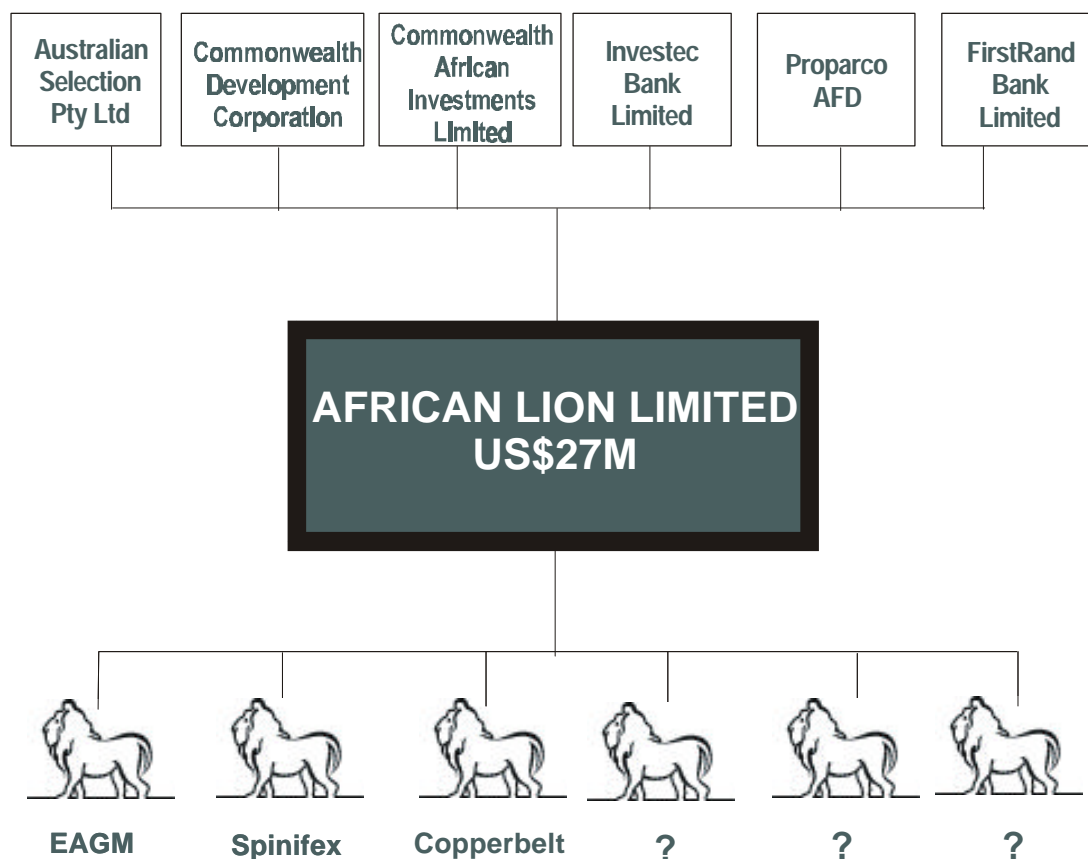 Australian
Selection
Pty Ltd
Commonwealth
Development
Corporation
Commonwealth
African
Investments
Limited
Investec
Bank
Limited
Proparco
AFD
FirstRand
Bank
Limited
AFRICAN LION LIMITED
US$27M
EAGM
Spinifex
Copperbelt
?
?
?